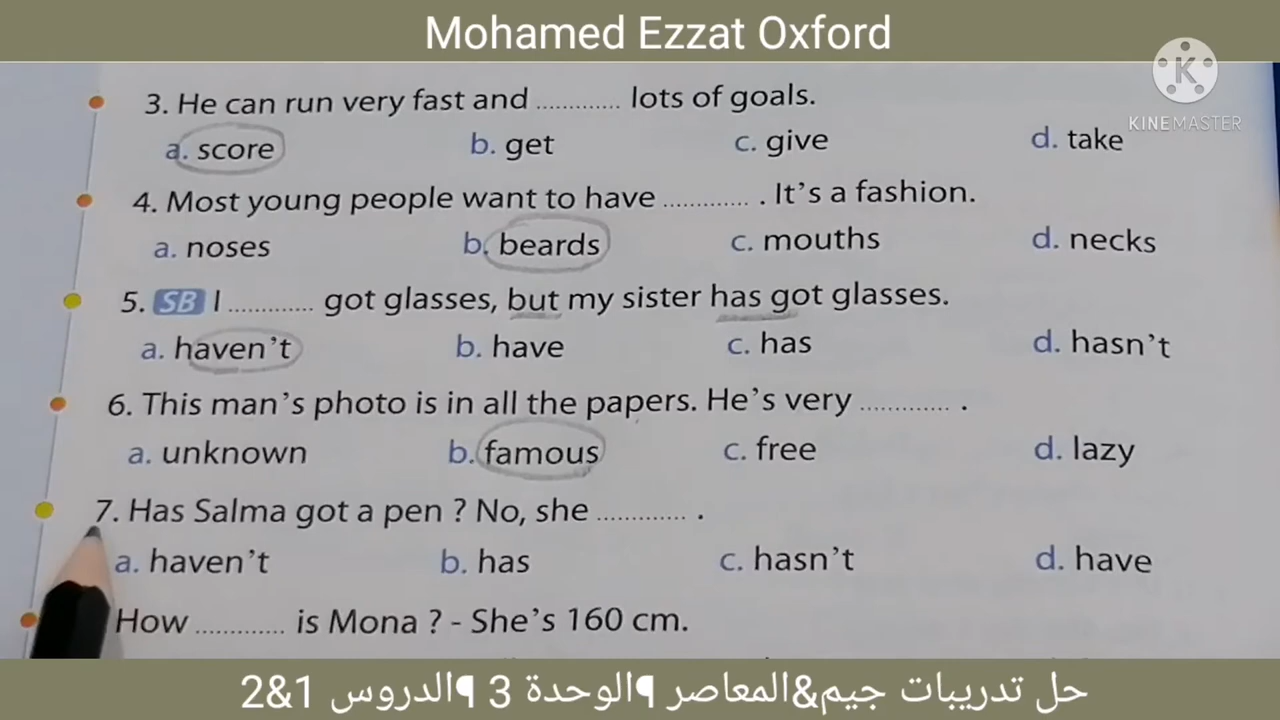 Mohamed Ezzat Oxford
K
KINEMASTER
3. He can run very fast and ............. lots of goals.
a. score b. get c. give d. take
4. Most young people want to have ............. . It's a fashion.
a. noses b. beards c. mouths d. necks
5. SB I ............. got glasses, but my sister has got glasses.
a. haven't b. have c. has d. hasn't
6. This man's photo is in all the papers. He's very ............. .
a. unknown b. famous c. free d. lazy
7. Has Salma got a pen ? No, she ............. .
a. haven't b. has c. hasn't d. have
How ............. is Mona ? - She's 160 cm.
حل تدريبات جيم&المعاصر ¶الوحدة 3 ¶الدروس 1&2